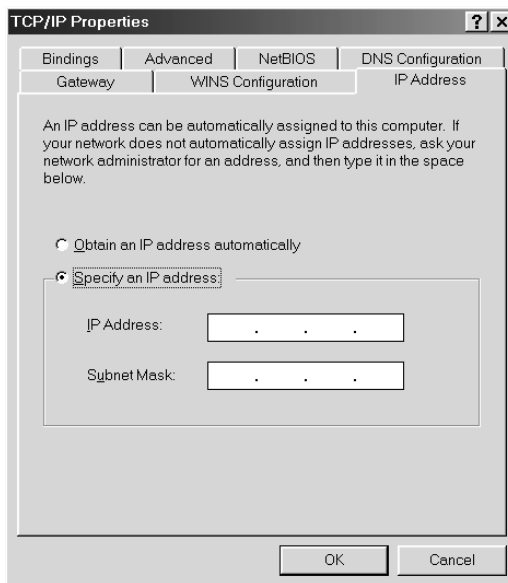 TCP/IP Properties
Bindings Advanced NetBIOS DNS Configuration
Gateway WINS Configuration IP Address
An IP address can be automatically assigned to this computer. If
your network does not automatically assign IP addresses, ask your
network administrator for an address, and then type it in the space
below.
Obtain an IP address automatically
Specify an IP address:
IP Address: . . .
Subnet Mask: . . .
OK Cancel